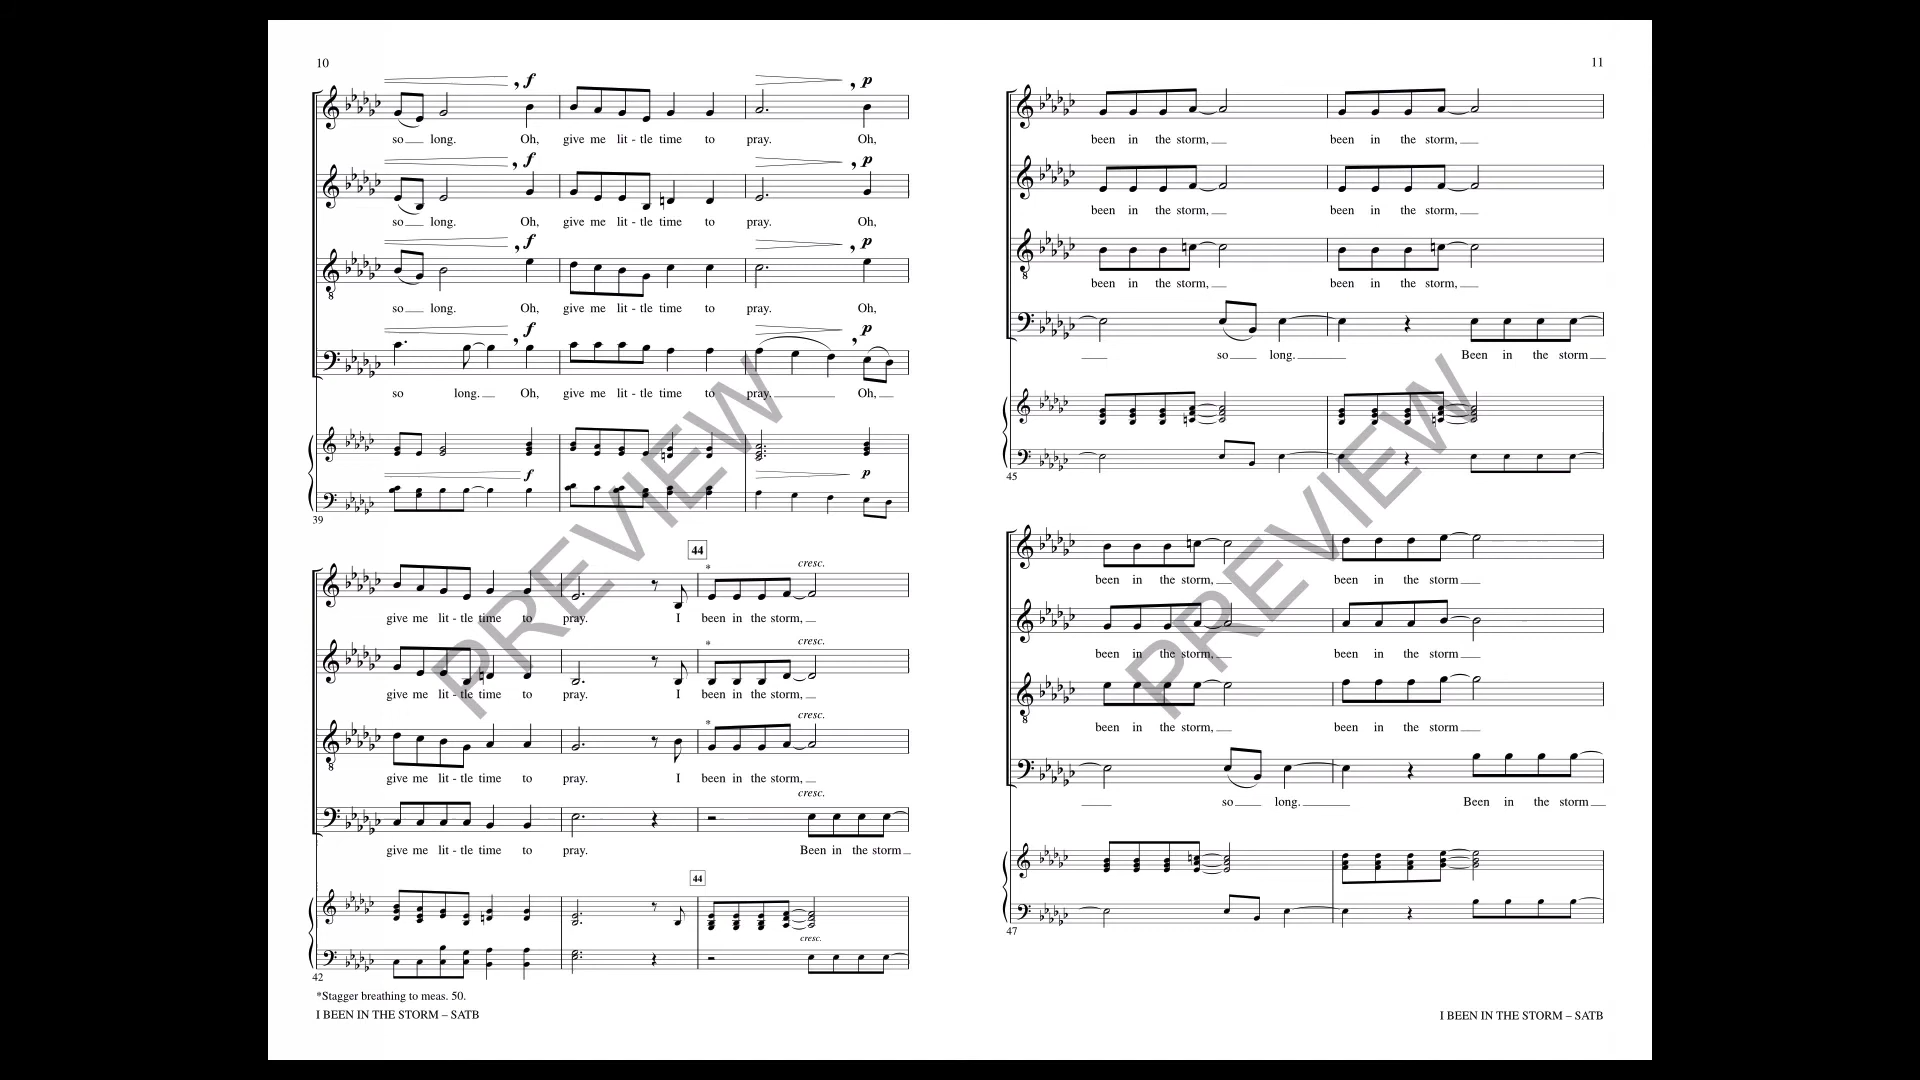 10
f
p
so long. Oh, give me lit - tle time to pray. Oh,
f
p
so long. Oh, give me lit - tle time to pray. Oh,
f
p
so long. Oh, give me lit - tle time to pray. Oh,
f
p
so long. Oh, give me lit - tle time to pray. Oh,
f
p
39
44
* cresc.
give me lit - tle time to pray. I been in the storm,
* cresc.
give me lit - tle time to pray. I been in the storm,
* cresc.
give me lit - tle time to pray. I been in the storm,
cresc.
give me lit - tle time to pray. Been in the storm
44
cresc.
42
*Stagger breathing to meas. 50.
I BEEN IN THE STORM – SATB
PREVIEW
11
been in the storm, been in the storm,
been in the storm, been in the storm,
been in the storm, been in the storm,
so long. Been in the storm
45
been in the storm, been in the storm
been in the storm, been in the storm
been in the storm, been in the storm
so long. Been in the storm
47
I BEEN IN THE STORM – SATB
PREVIEW